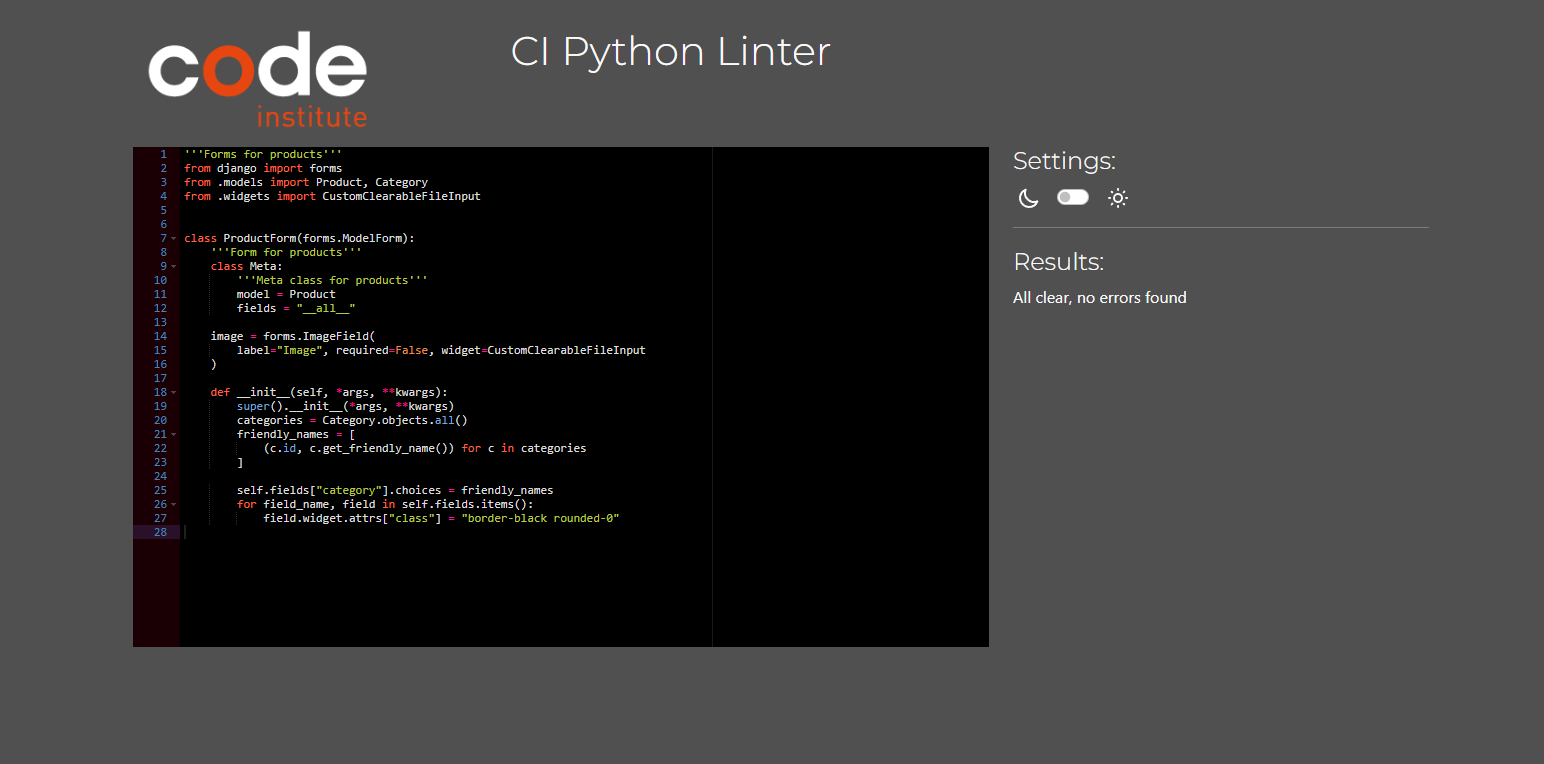 code
institute
CI Python Linter
1 '''Forms for products'''
2 from django import forms
3 from .models import Product, Category
4 from .widgets import CustomClearableFileInput
5
6
7 class ProductForm(forms.ModelForm):
8     '''Form for products'''
9     class Meta:
10         '''Meta class for products'''
11         model = Product
12         fields = "__all__"
13
14     image = forms.ImageField(
15         label="Image", required=False, widget=CustomClearableFileInput
16     )
17
18     def __init__(self, *args, **kwargs):
19         super().__init__(*args, **kwargs)
20         categories = Category.objects.all()
21         friendly_names = [
22             (c.id, c.get_friendly_name()) for c in categories
23         ]
24
25         self.fields["category"].choices = friendly_names
26         for field_name, field in self.fields.items():
27             field.widget.attrs["class"] = "border-black rounded-0"
28
Settings:
Results:
All clear, no errors found